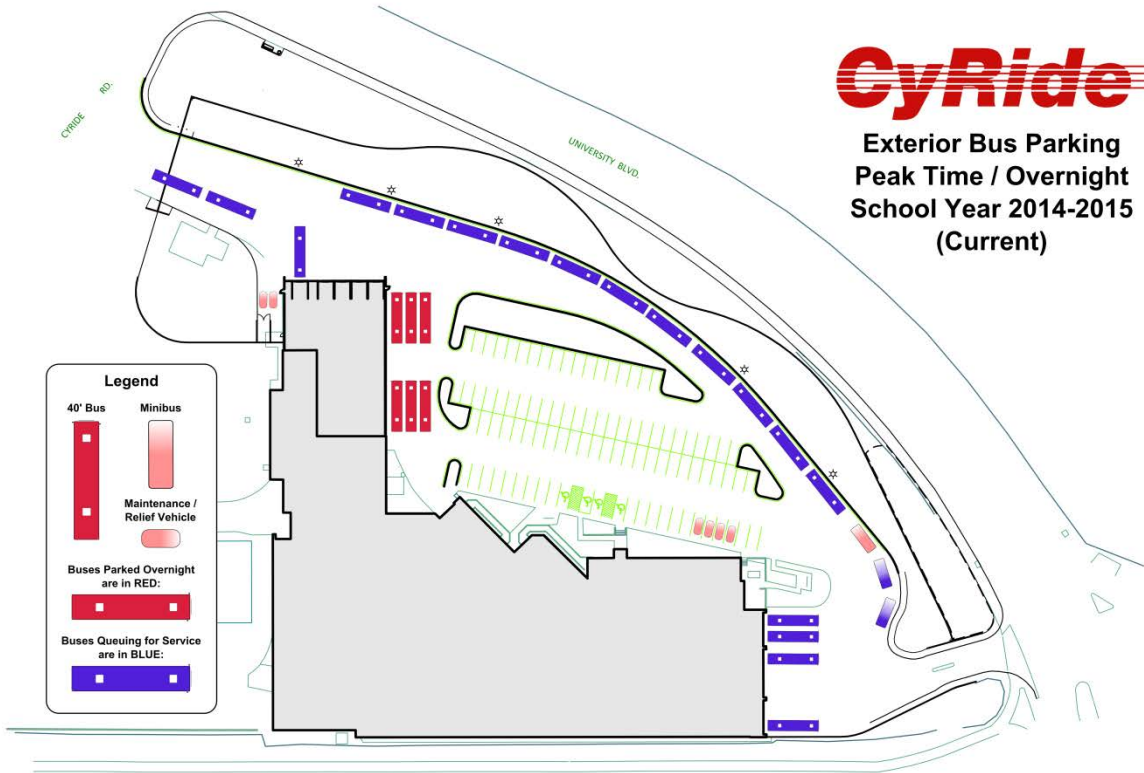 CyRide
Exterior Bus Parking
Peak Time / Overnight
School Year 2014-2015
(Current)
CYRIDE RD.
UNIVERSITY BLVD.
Legend
40' Bus
Minibus
Maintenance /
Relief Vehicle
Buses Parked Overnight
are in RED:
Buses Queuing for Service
are in BLUE: